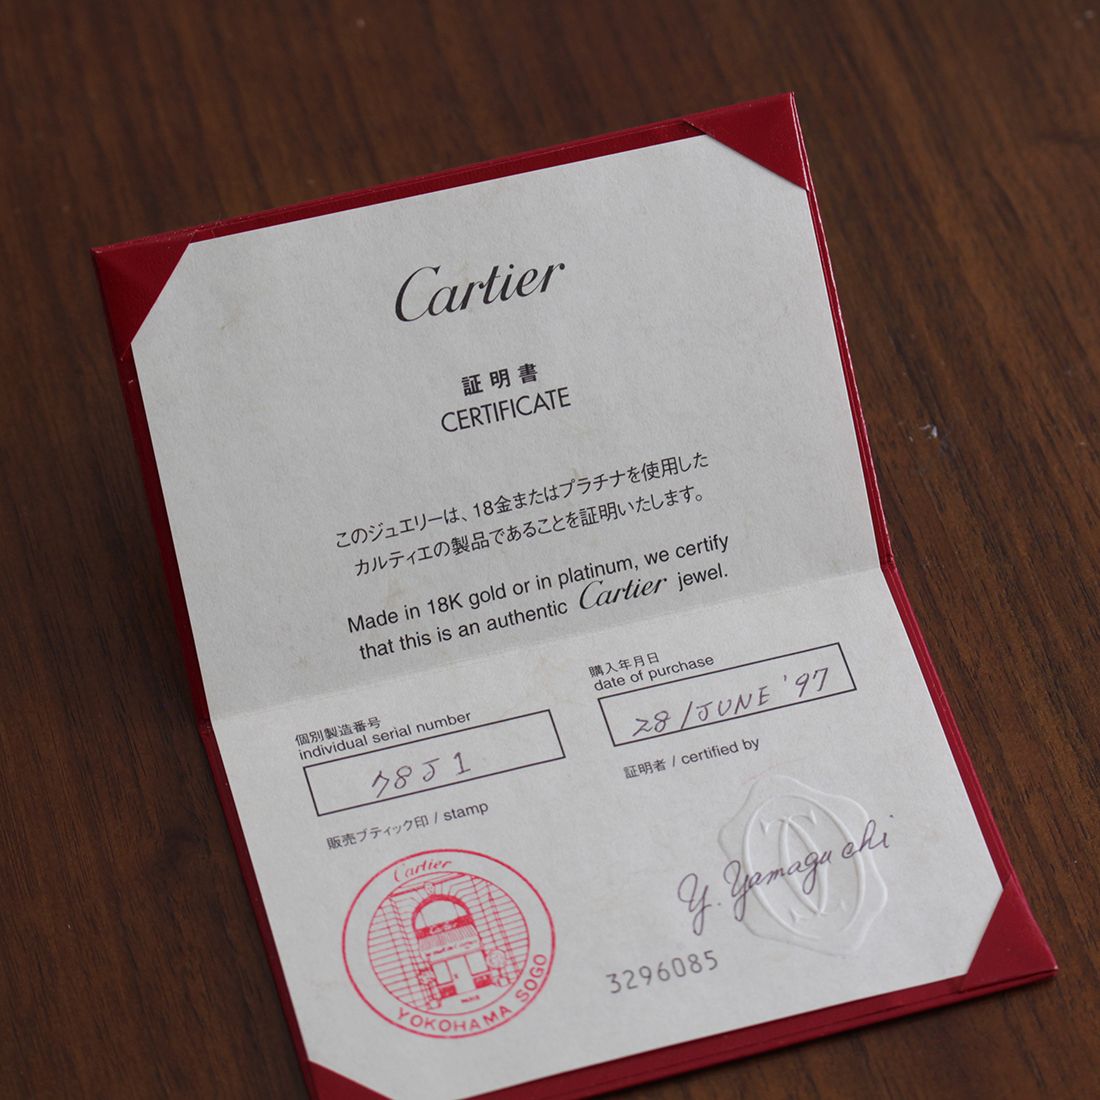 Cartier
証明書
CERTIFICATE
このジュエリーは、18金またはプラチナを使用した
カルティエの製品であることを証明いたします。
Made in 18K gold or in platinum, we certify
that this is an authentic Cartier jewel.
個別製造番号
individual serial number
78J1
購入年月日
date of purchase
28/JUNE '97
販売ブティック印 / stamp
証明者 / certified by
Cartier
Cartier
PARIS
YOKOHAMA SOGO
Y. Yamaguchi
3296085